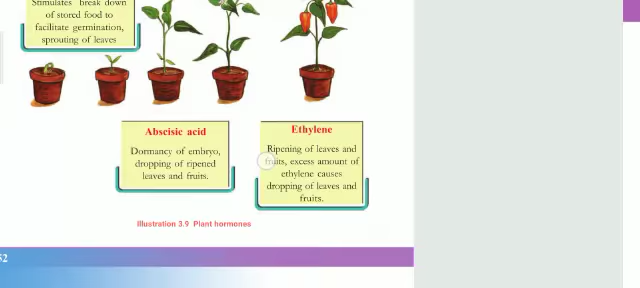 Stimulates break down
of stored food to
facilitate germination,
sprouting of leaves
Abscisic acid
Dormancy of embryo,
dropping of ripened
leaves and fruits.
Ethylene
Ripening of leaves and
fruits, excess amount of
ethylene causes
dropping of leaves and
fruits.
Illustration 3.9 Plant hormones
52